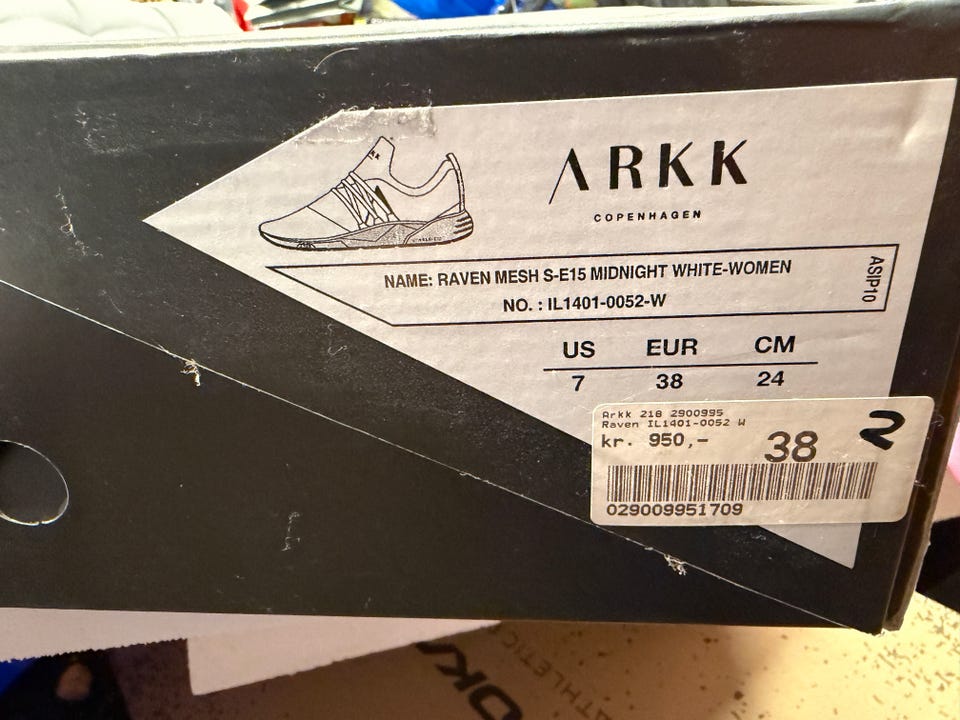 ARKK
COPENHAGEN
NAME: RAVEN MESH S-E15 MIDNIGHT WHITE-WOMEN
NO. : IL1401-0052-W
ASIP10
US EUR CM
7 38 24
Arkk 218 2900995
Raven IL1401-0052 W
kr. 950,- 38 2
029009951709